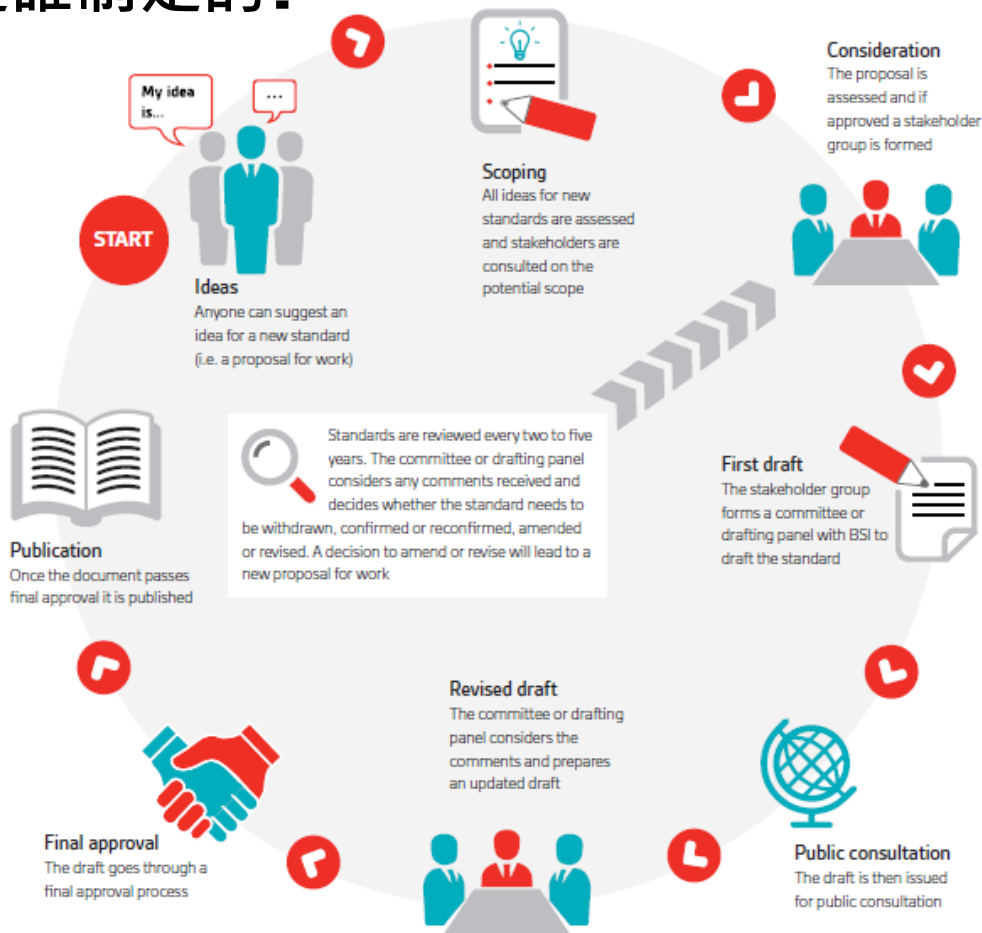 誰制定的?
My idea
is...
...
START
Ideas
Anyone can suggest an
idea for a new standard
(i.e. a proposal for work)
Scoping
All ideas for new
standards are assessed
and stakeholders are
consulted on the
potential scope
Consideration
The proposal is
assessed and if
approved a stakeholder
group is formed
First draft
The stakeholder group
forms a committee or
drafting panel with BSI to
draft the standard
Public consultation
The draft is then issued
for public consultation
Revised draft
The committee or drafting
panel considers the
comments and prepares
an updated draft
Final approval
The draft goes through a
final approval process
Publication
Once the document passes
final approval it is published
Standards are reviewed every two to five
years. The committee or drafting panel
considers any comments received and
decides whether the standard needs to
be withdrawn, confirmed or reconfirmed, amended
or revised. A decision to amend or revise will lead to a
new proposal for work